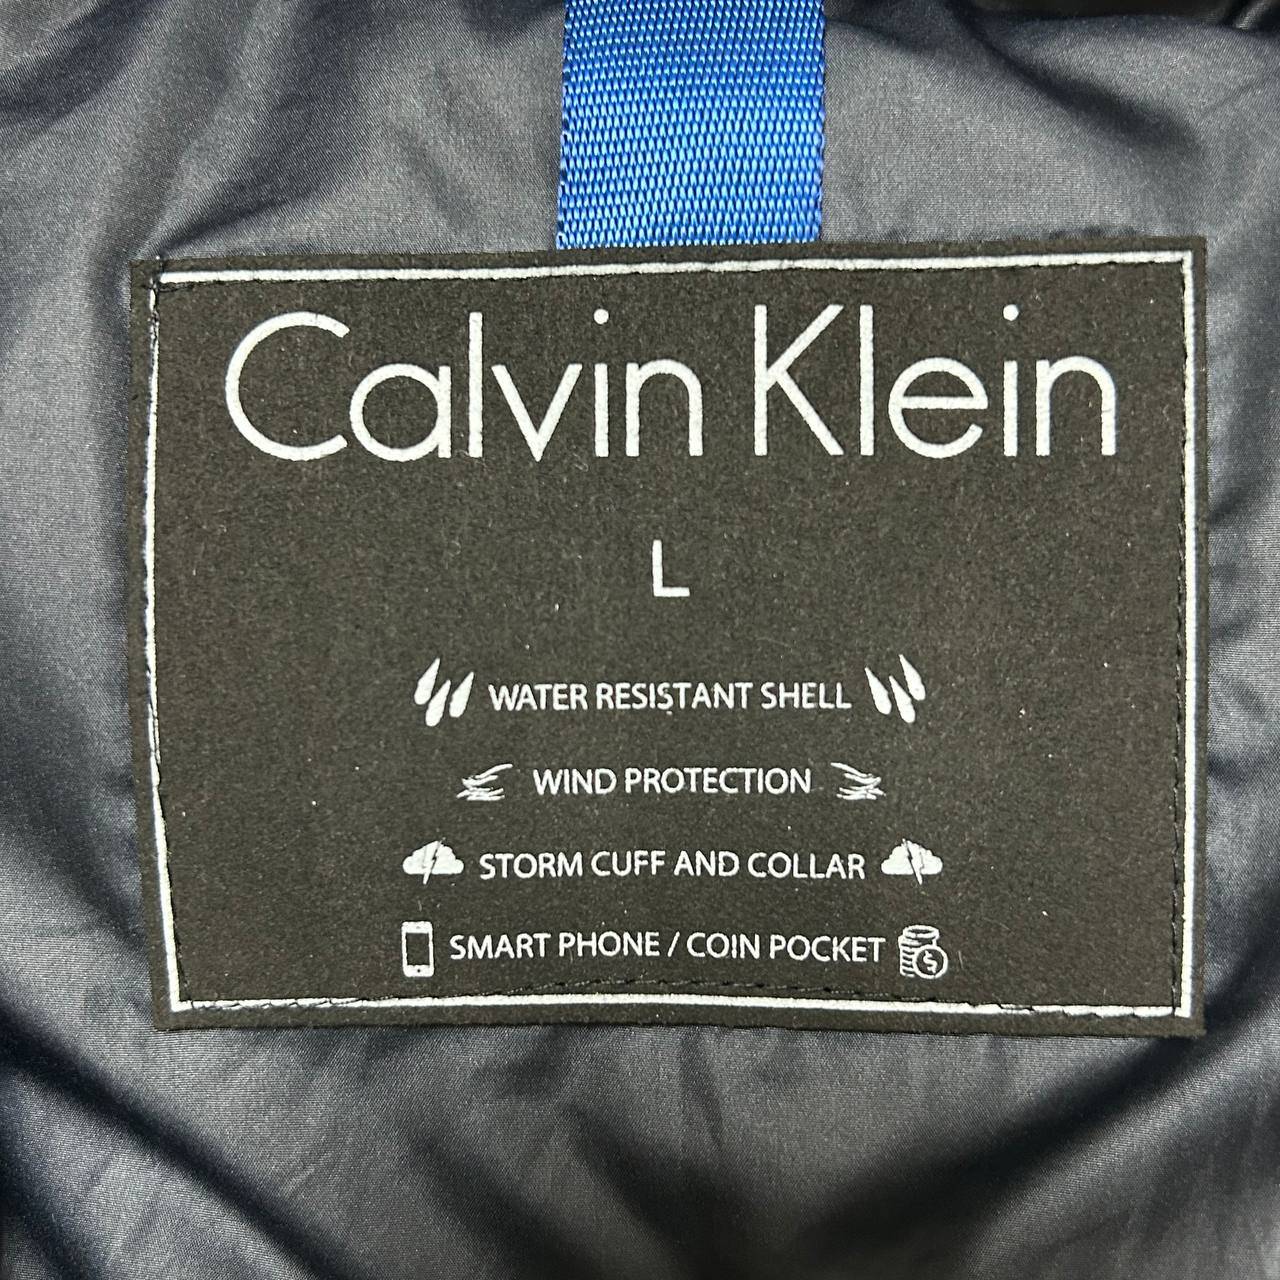 Calvin Klein
L
WATER RESISTANT SHELL
WIND PROTECTION
STORM CUFF AND COLLAR
SMART PHONE / COIN POCKET
$